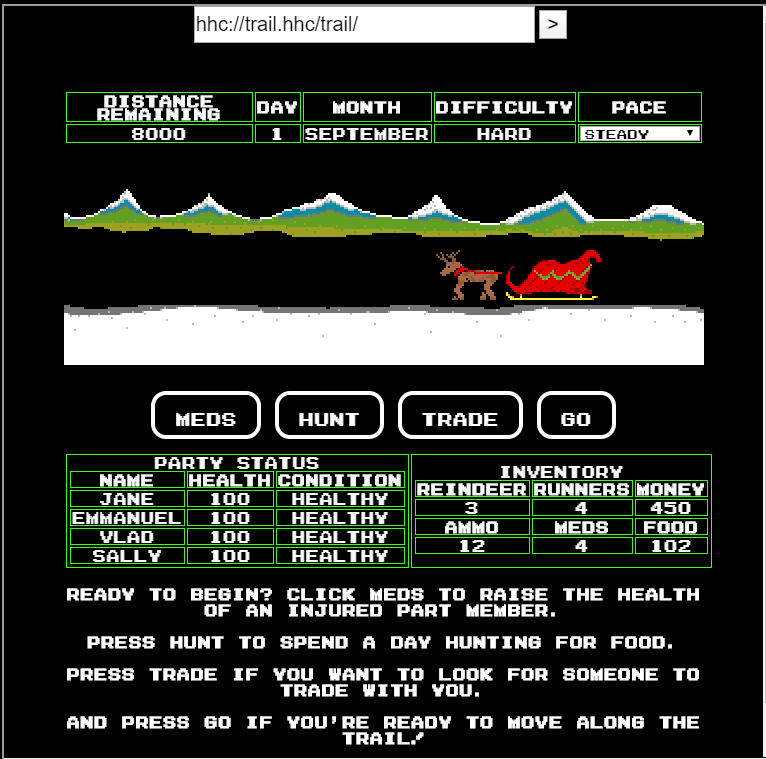 hhc://trail.hhc/trail/ >
DISTANCE REMAINING DAY MONTH DIFFICULTY PACE
8000 1 SEPTEMBER HARD STEADY
MEDS HUNT TRADE GO
PARTY STATUS
NAME HEALTH CONDITION
JANE 100 HEALTHY
EMMANUEL 100 HEALTHY
VLAD 100 HEALTHY
SALLY 100 HEALTHY
INVENTORY
REINDEER RUNNERS MONEY
3 4 450
AMMO MEDS FOOD
12 4 102
READY TO BEGIN? CLICK MEDS TO RAISE THE HEALTH
OF AN INJURED PART MEMBER.
PRESS HUNT TO SPEND A DAY HUNTING FOR FOOD.
PRESS TRADE IF YOU WANT TO LOOK FOR SOMEONE TO
TRADE WITH YOU.
AND PRESS GO IF YOU'RE READY TO MOVE ALONG THE
TRAIL!